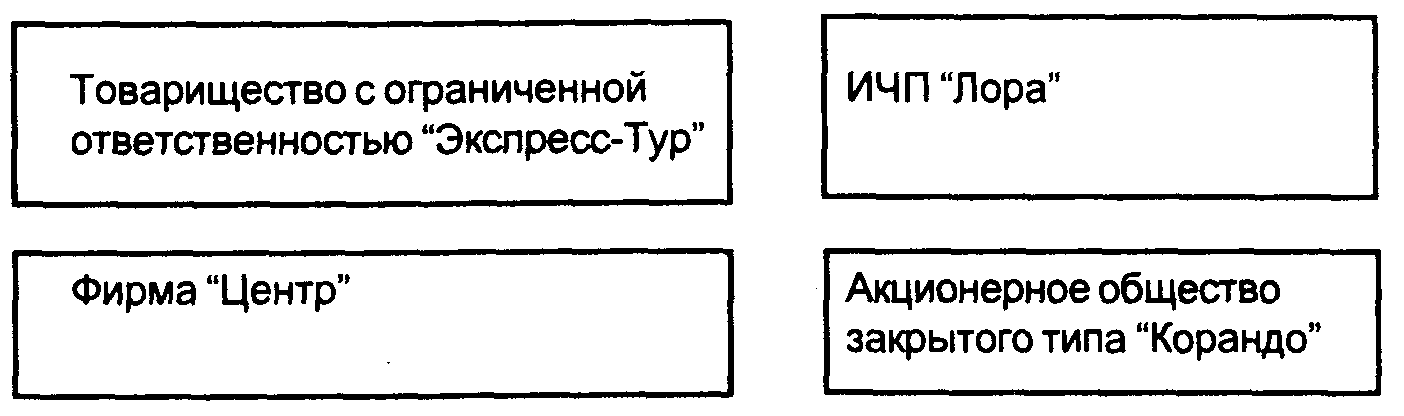 Товарищество с ограниченной
ответственностью “Экспресс-Тур”
ИЧП “Лора”
Фирма “Центр”
Акционерное общество
закрытого типа “Корандо”